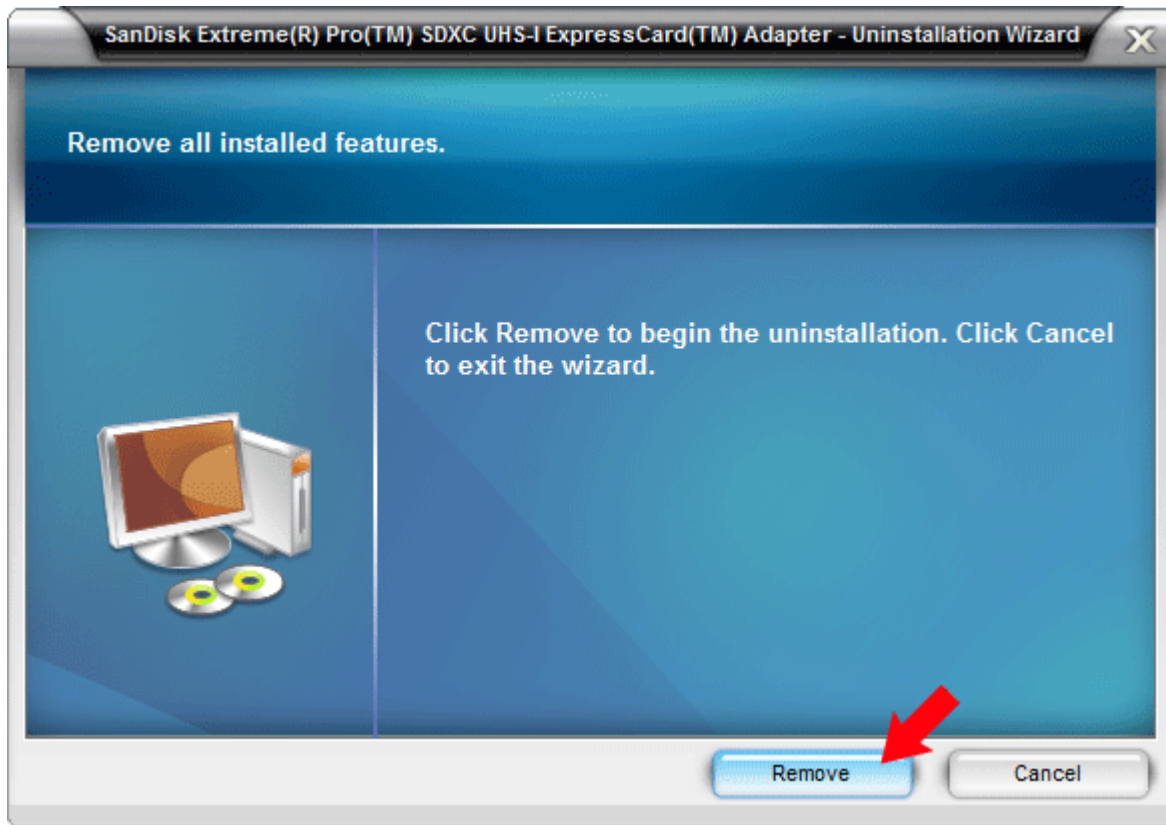 SanDisk Extreme(R) Pro(TM) SDXC UHS-I ExpressCard(TM) Adapter - Uninstallation Wizard
Remove all installed features.
Click Remove to begin the uninstallation. Click Cancel
to exit the wizard.
Remove
Cancel